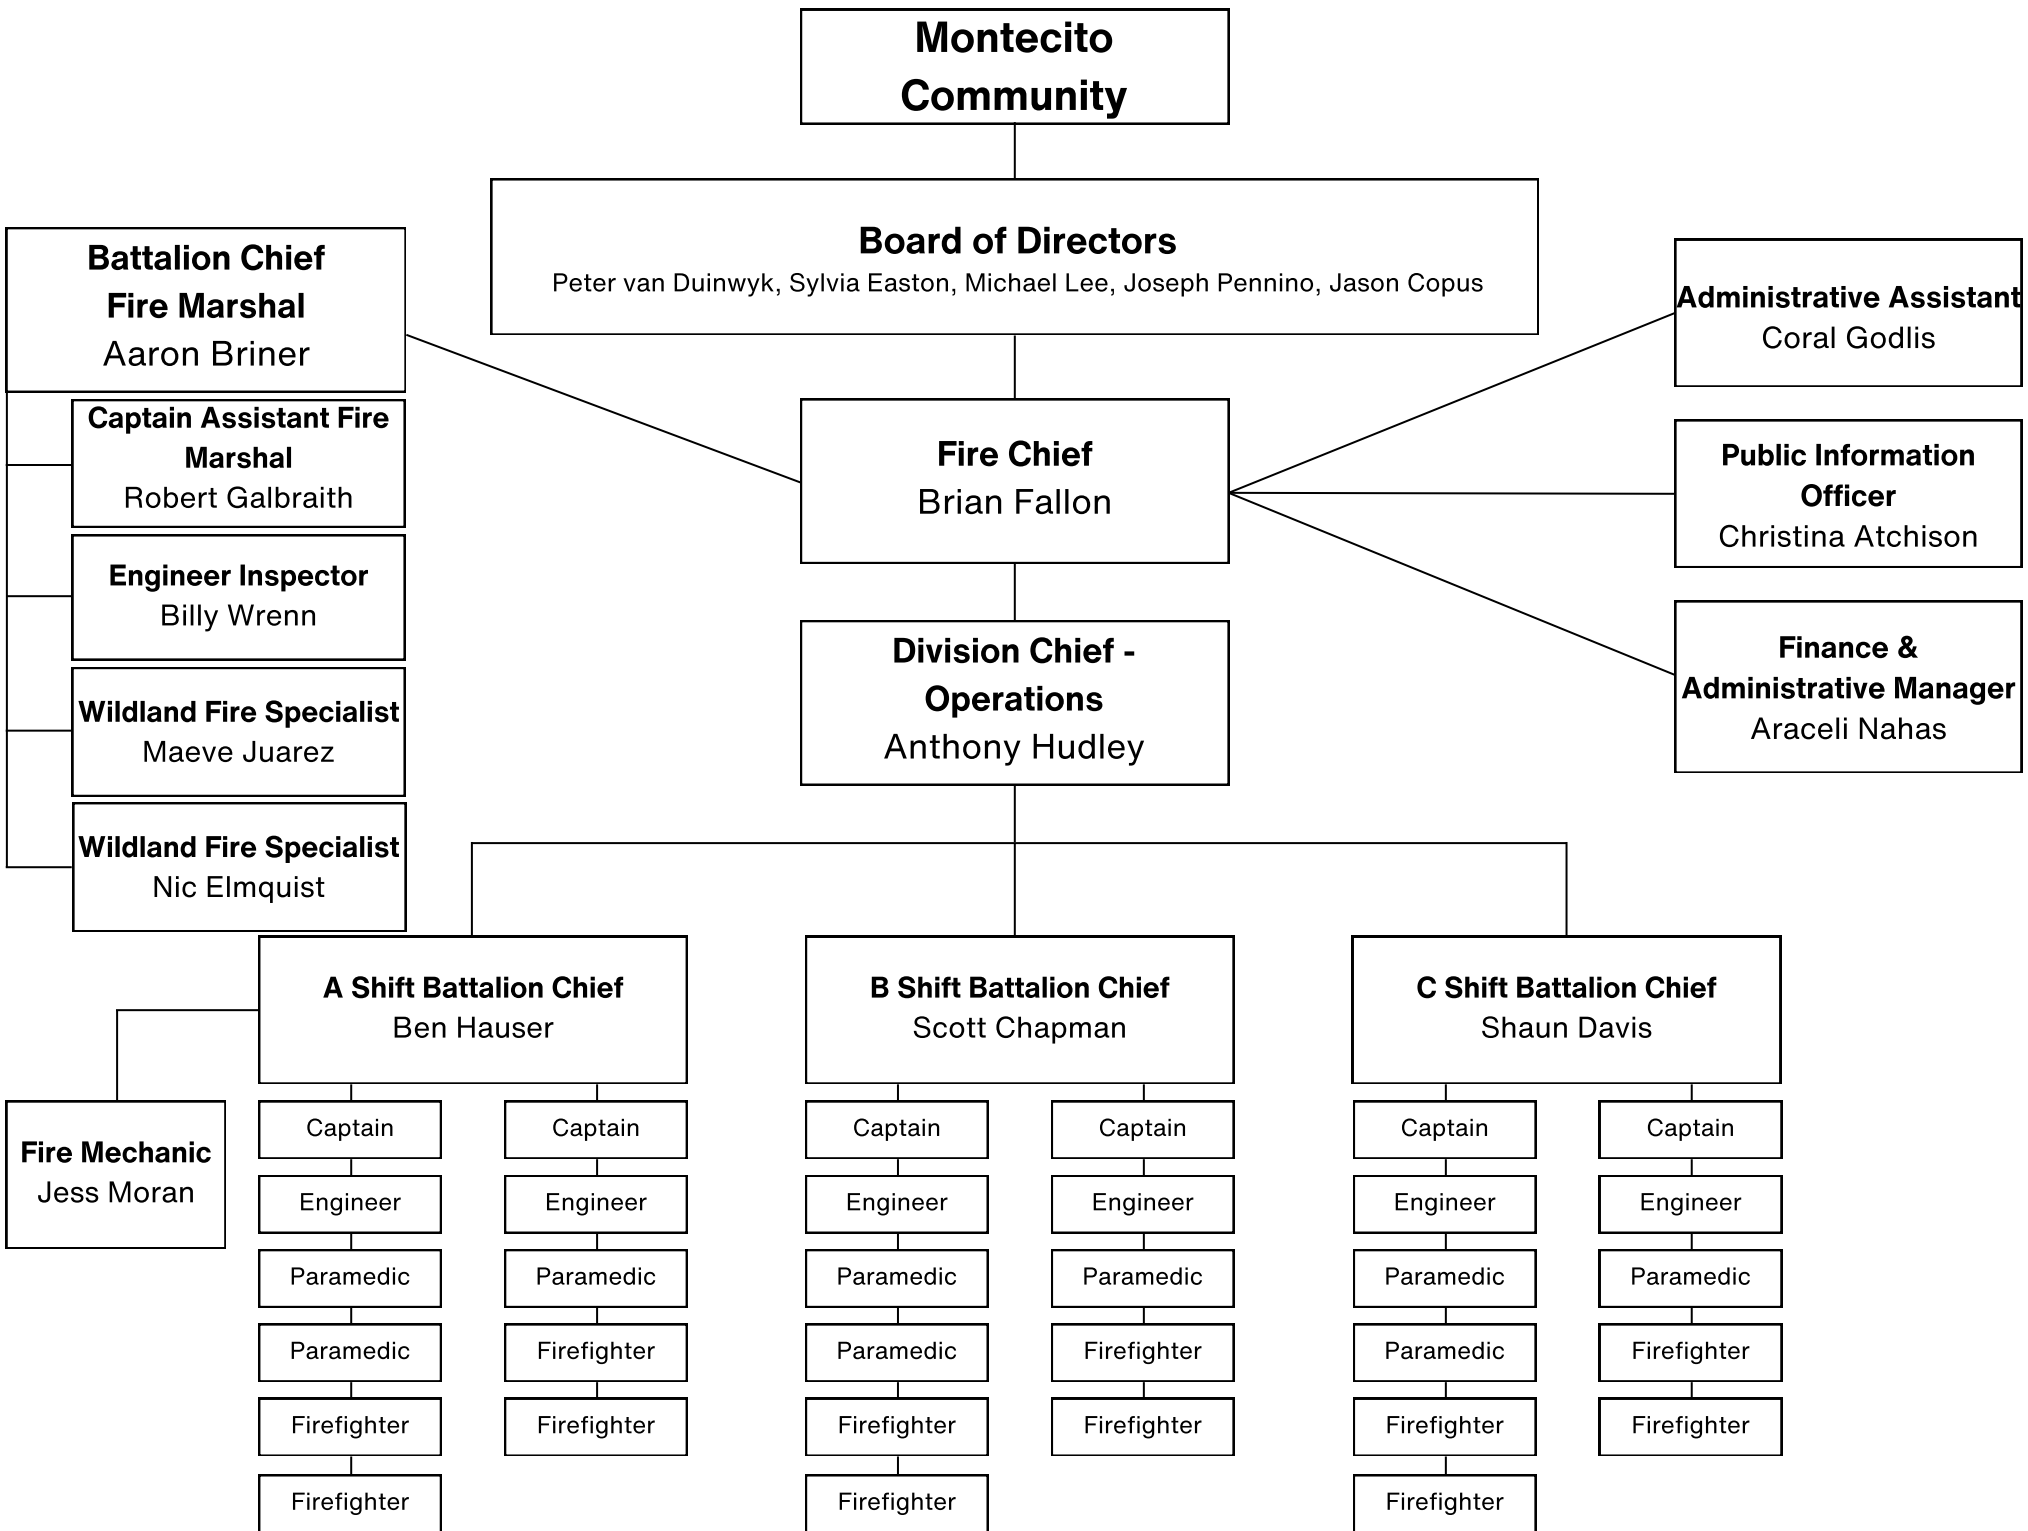 Montecito
Community
Board of Directors
Peter van Duinwyk, Sylvia Easton, Michael Lee, Joseph Pennino, Jason Copus
Battalion Chief
Fire Marshal
Aaron Briner
Captain Assistant Fire
Marshal
Robert Galbraith
Engineer Inspector
Billy Wrenn
Wildland Fire Specialist
Maeve Juarez
Wildland Fire Specialist
Nic Elmquist
Fire Chief
Brian Fallon
Administrative Assistant
Coral Godlis
Public Information
Officer
Christina Atchison
Finance &
Administrative Manager
Araceli Nahas
Division Chief -
Operations
Anthony Hudley
A Shift Battalion Chief
Ben Hauser
B Shift Battalion Chief
Scott Chapman
C Shift Battalion Chief
Shaun Davis
Fire Mechanic
Jess Moran
Captain
Engineer
Paramedic
Paramedic
Firefighter
Firefighter
Captain
Engineer
Paramedic
Firefighter
Firefighter
Captain
Engineer
Paramedic
Paramedic
Firefighter
Firefighter
Captain
Engineer
Paramedic
Firefighter
Firefighter
Captain
Engineer
Paramedic
Paramedic
Firefighter
Firefighter
Captain
Engineer
Paramedic
Firefighter
Firefighter